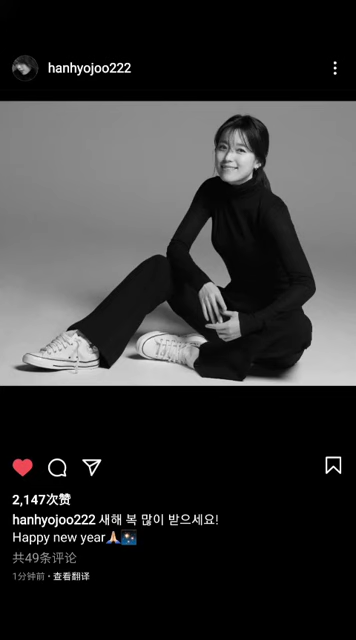 hanhyojoo222
2,147次赞
hanhyojoo222 새해 복 많이 받으세요!
Happy new year🙏🏼🎆
共49条评论
1分钟前 · 查看翻译